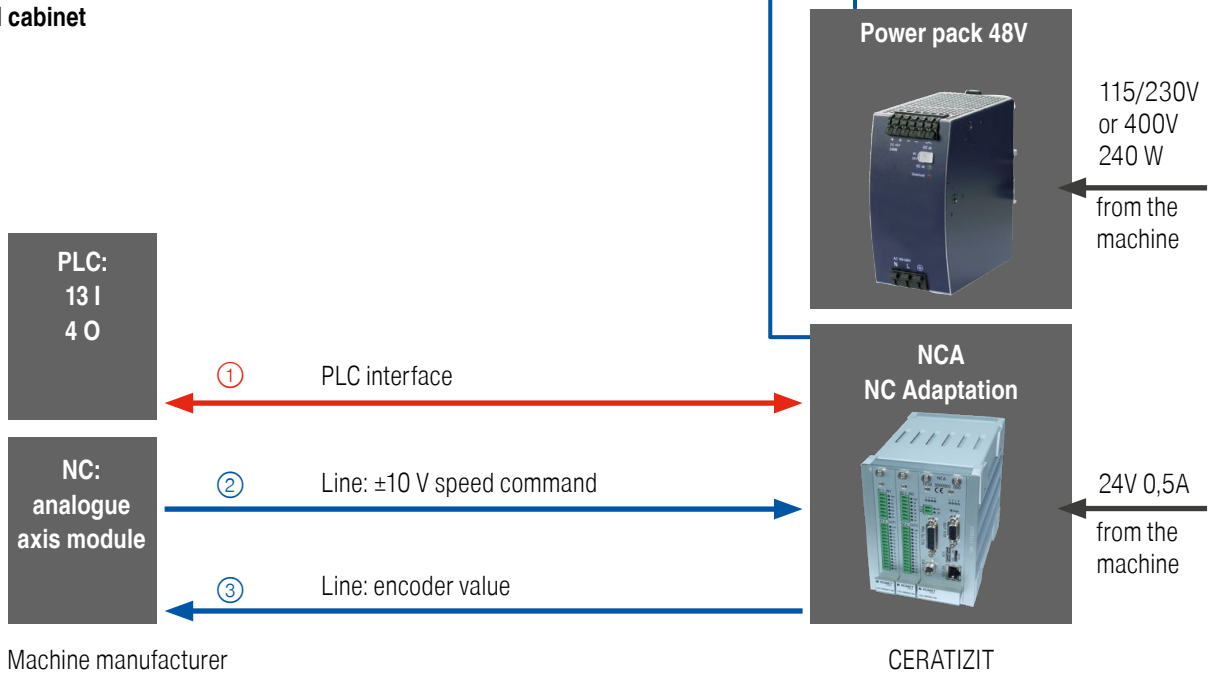 l cabinet
Power pack 48V
115/230V
or 400V
240 W
from the
machine
PLC:
13 I
4 O
① PLC interface
NCA
NC Adaptation
NC:
analogue
axis module
② Line: ±10 V speed command
③ Line: encoder value
24V 0,5A
from the
machine
NCA
N L
Machine manufacturer
CERATIZIT